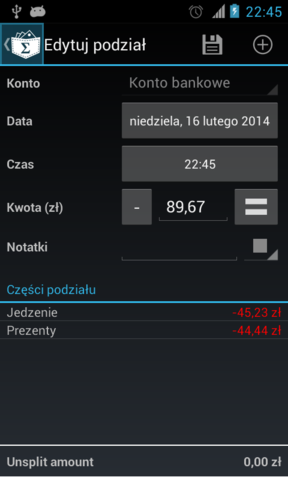 22:45
Edytuj podział
Konto Konto bankowe
Data niedziela, 16 lutego 2014
Czas 22:45
Kwota (zł) - 89,67
Notatki
Części podziału
Jedzenie -45,23 zł
Prezenty -44,44 zł
Unsplit amount 0,00 zł